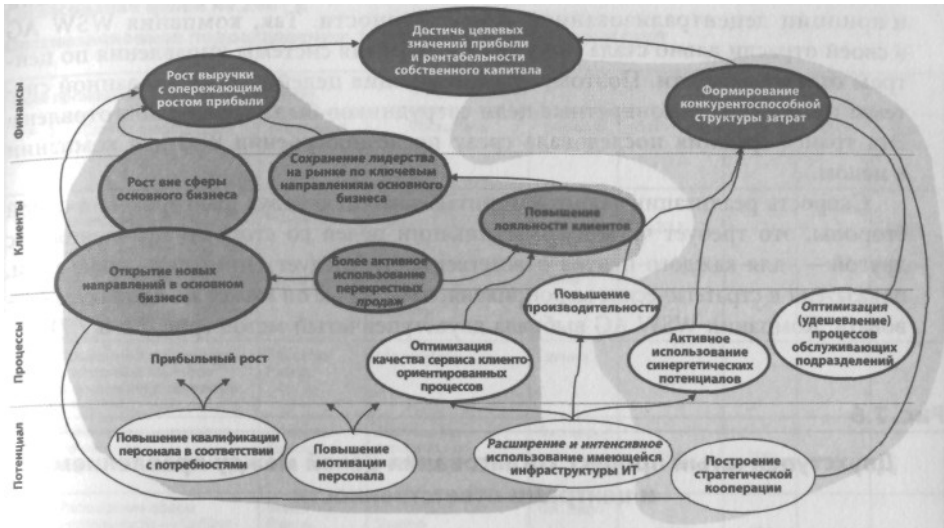 Достичь целевых
значений прибыли
и рентабельности
собственного капитала
Финансы
Рост выручки
с опережающим
ростом прибыли
Формирование
конкурентоспособной
структуры затрат
Клиенты
Рост вне сферы
основного бизнеса
Сохранение лидерства
на рынке по ключевым
направлениям основного
бизнеса
Повышение
лояльности клиентов
Открытие новых
направлений в основном
бизнесе
Более активное
использование
перекрестных
продаж
Процессы
Повышение
производительности
Оптимизация
(удешевление)
процессов
обслуживающих
подразделений
Прибыльный рост
Оптимизация
качества сервиса клиенто-
ориентированных
процессов
Активное
использование
синергетических
потенциалов
Потенциал
Повышение квалификации
персонала в соответствии
с потребностями
Повышение
мотивации
персонала
Расширение и интенсивное
использование имеющейся
инфраструктуры ИТ
Построение
стратегической
кооперации